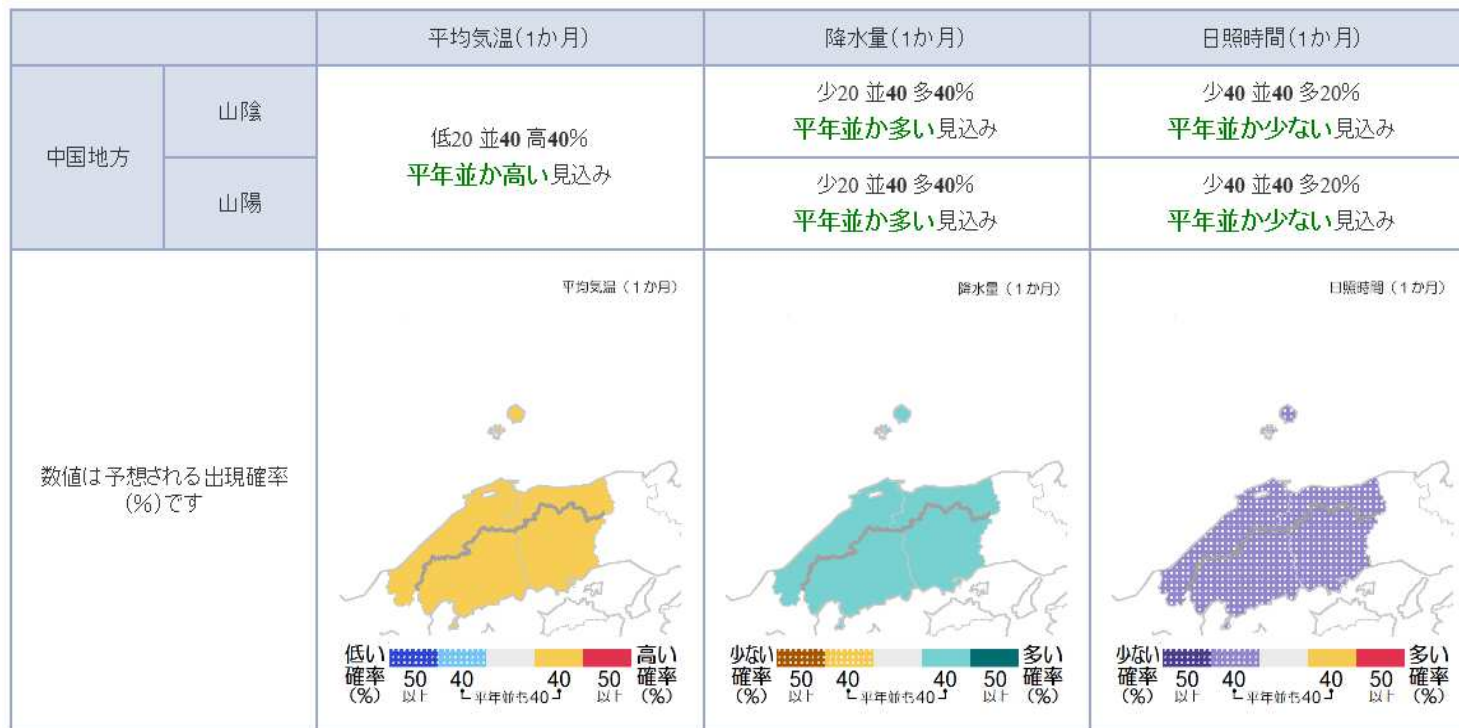 平均気温(1か月)
降水量(1か月)
日照時間(1か月)
中国地方
山陰
低20 並40 高40%
平年並か高い見込み
少20 並40 多40%
平年並か多い見込み
少40 並40 多20%
平年並か少ない見込み
山陽
少20 並40 多40%
平年並か多い見込み
少40 並40 多20%
平年並か少ない見込み
数値は予想される出現確率
(%)です
平均気温（1か月）
低い
確率
(%)
50
以上
40
平年並も40
40
50
以上
高い
確率
(%)
降水量（1か月）
少ない
確率
(%)
50
以上
40
平年並も40
40
50
以上
多い
確率
(%)
日照時間（1か月）
少ない
確率
(%)
50
以上
40
平年並も40
40
50
以上
多い
確率
(%)